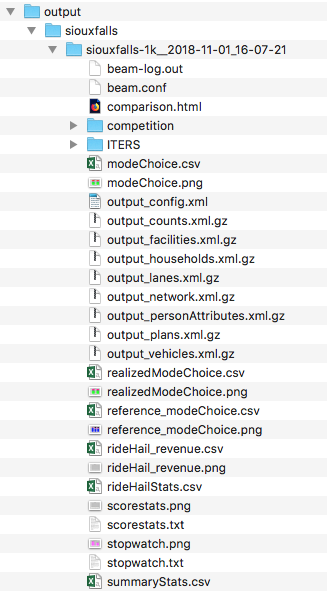 output
siouxfalls
siouxfalls-1k__2018-11-01_16-07-21
beam-log.out
beam.conf
comparison.html
competition
ITERS
modeChoice.csv
modeChoice.png
output_config.xml
output_counts.xml.gz
output_facilities.xml.gz
output_households.xml.gz
output_lanes.xml.gz
output_network.xml.gz
output_personAttributes.xml.gz
output_plans.xml.gz
output_vehicles.xml.gz
realizedModeChoice.csv
realizedModeChoice.png
reference_modeChoice.csv
reference_modeChoice.png
rideHail_revenue.csv
rideHail_revenue.png
rideHailStats.csv
scorestats.png
scorestats.txt
stopwatch.png
stopwatch.txt
summaryStats.csv